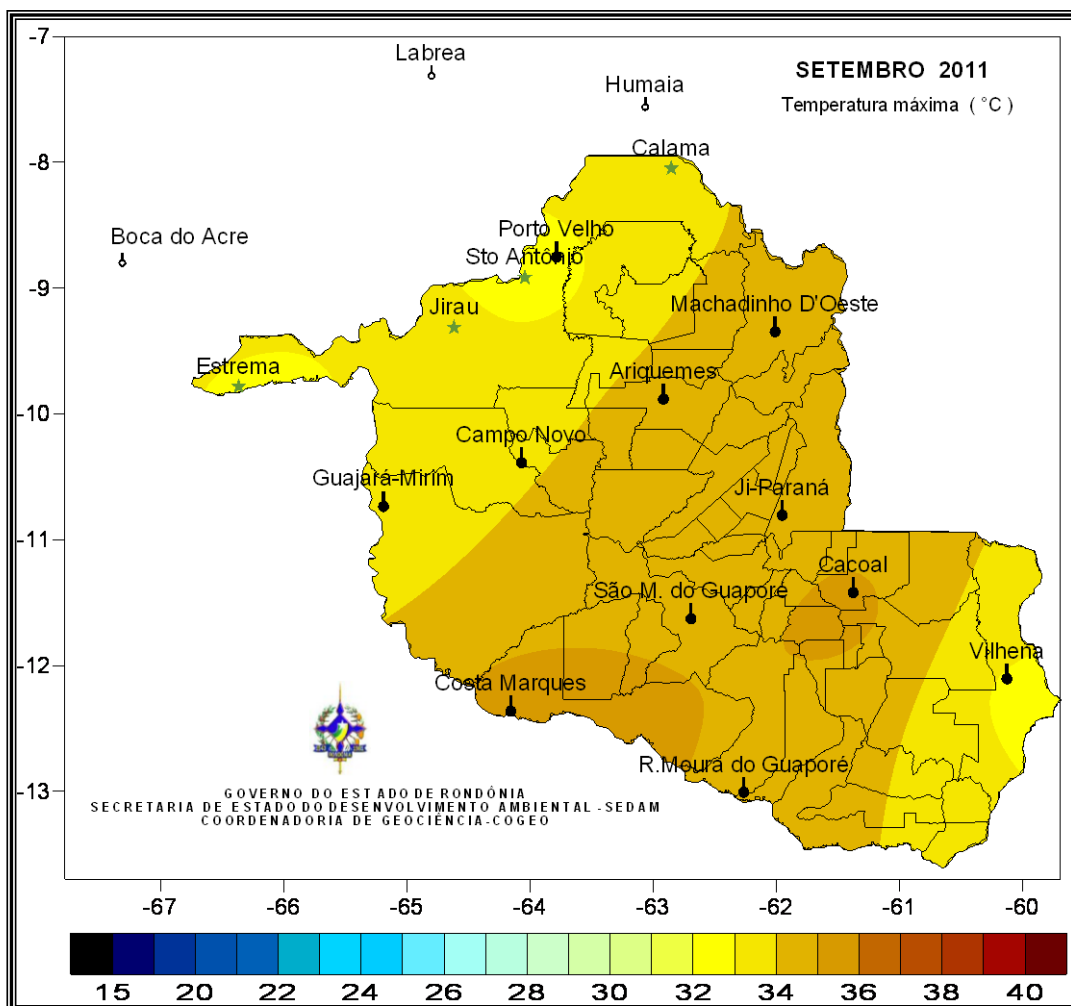 -7
Labrea
SETEMBRO 2011
Humaia
Temperatura máxima ( °C )
Calama
-8
Porto Velho
Boca do Acre
Sto Antônio
-9
Machadinho D'Oeste
Jirau
Estrema
Ariquemes
-10
Campo Novo
Guajará-Mirim
Ji-Paraná
-11
Cacoal
São M. do Guaporé
-12
Vilhena
Costa Marques
R.Moura do Guaporé
-13
GOVERNO DO ESTADO DE RONDÔNIA
SECRETARIA DE ESTADO DO DESENVOLVIMENTO AMBIENTAL -SEDAM
COORDENADORIA DE GEOCIÊNCIA-COGEO
-67 -66 -65 -64 -63 -62 -61 -60
15 20 22 24 26 28 30 32 34 36 38 40